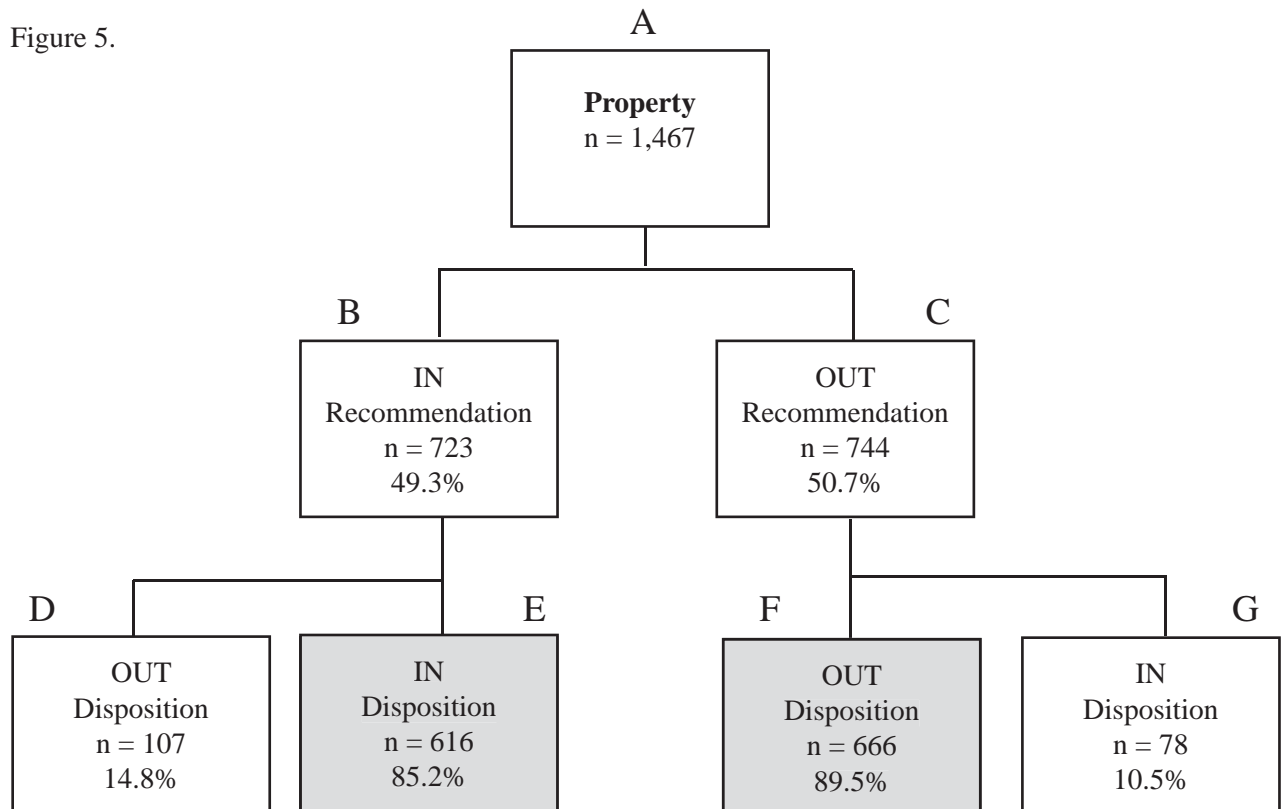 Figure 5.
A
Property
n = 1,467
B
IN
Recommendation
n = 723
49.3%
C
OUT
Recommendation
n = 744
50.7%
D
OUT
Disposition
n = 107
14.8%
E
IN
Disposition
n = 616
85.2%
F
OUT
Disposition
n = 666
89.5%
G
IN
Disposition
n = 78
10.5%